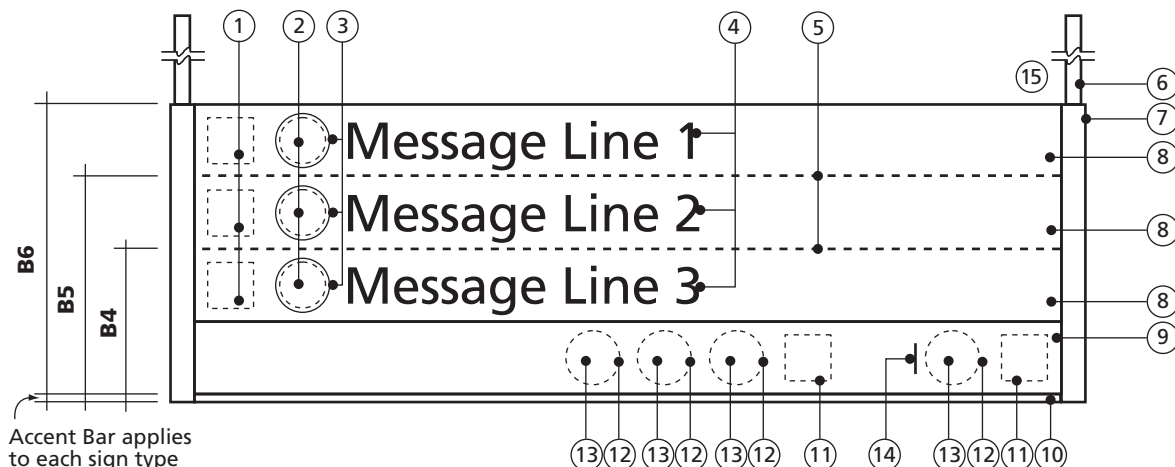 1 2 3 4 5
15 6
7
Message Line 1
8
Message Line 2
8
Message Line 3
8
B6
B5
B4
9
13 12 13 12 13 12 11 14 13 12 11 10
Accent Bar applies
to each sign type